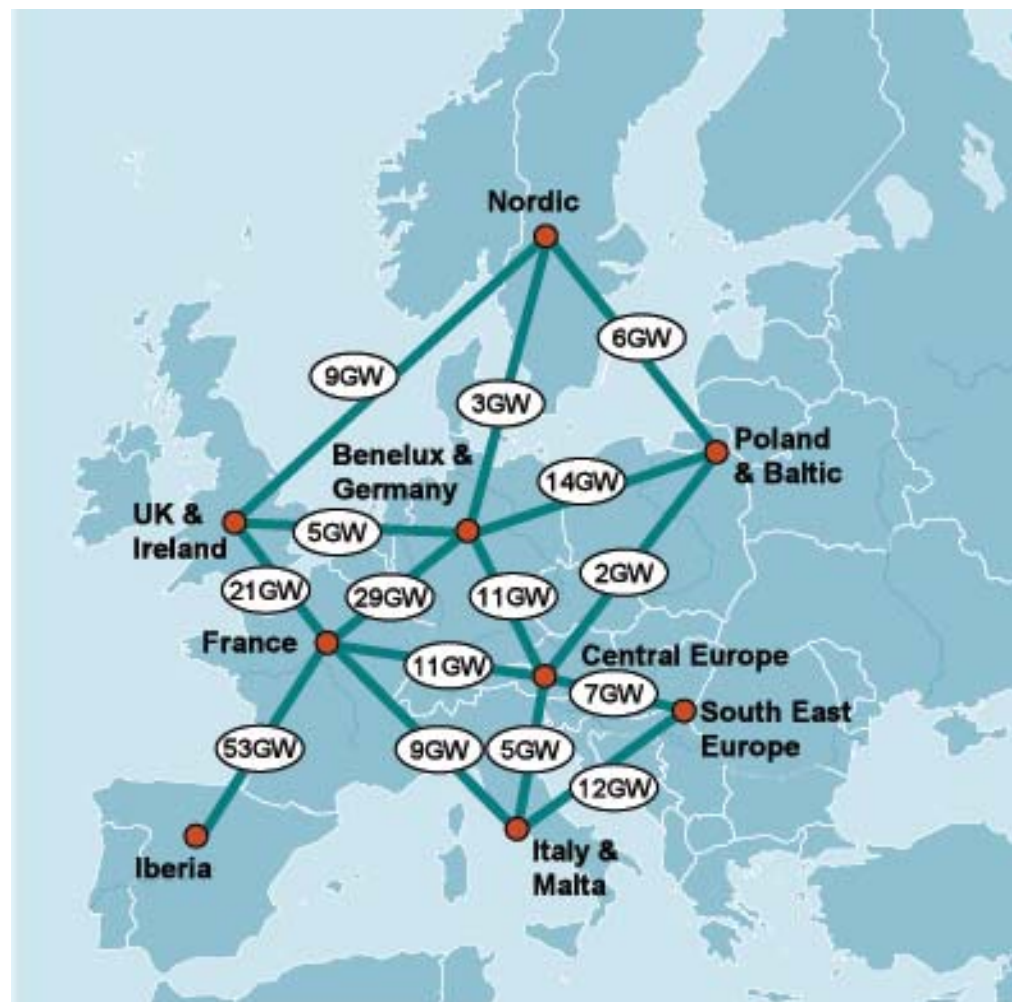 Nordic
6GW
9GW
3GW
Poland
& Baltic
Benelux &
Germany
14GW
UK &
Ireland
5GW
2GW
21GW
29GW
11GW
France
11GW
Central Europe
7GW
South East
Europe
53GW
9GW
5GW
12GW
Iberia
Italy &
Malta